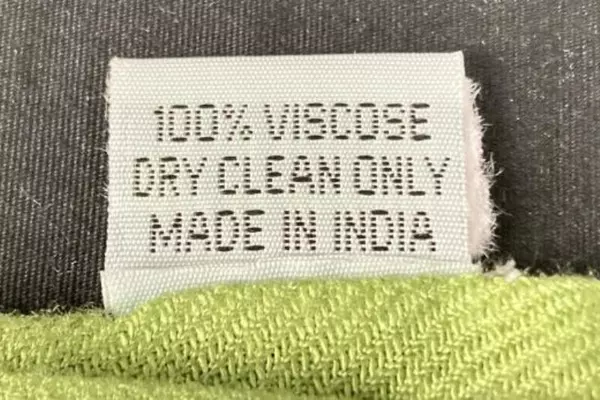 100% VISCOSE
DRY CLEAN ONLY
MADE IN INDIA